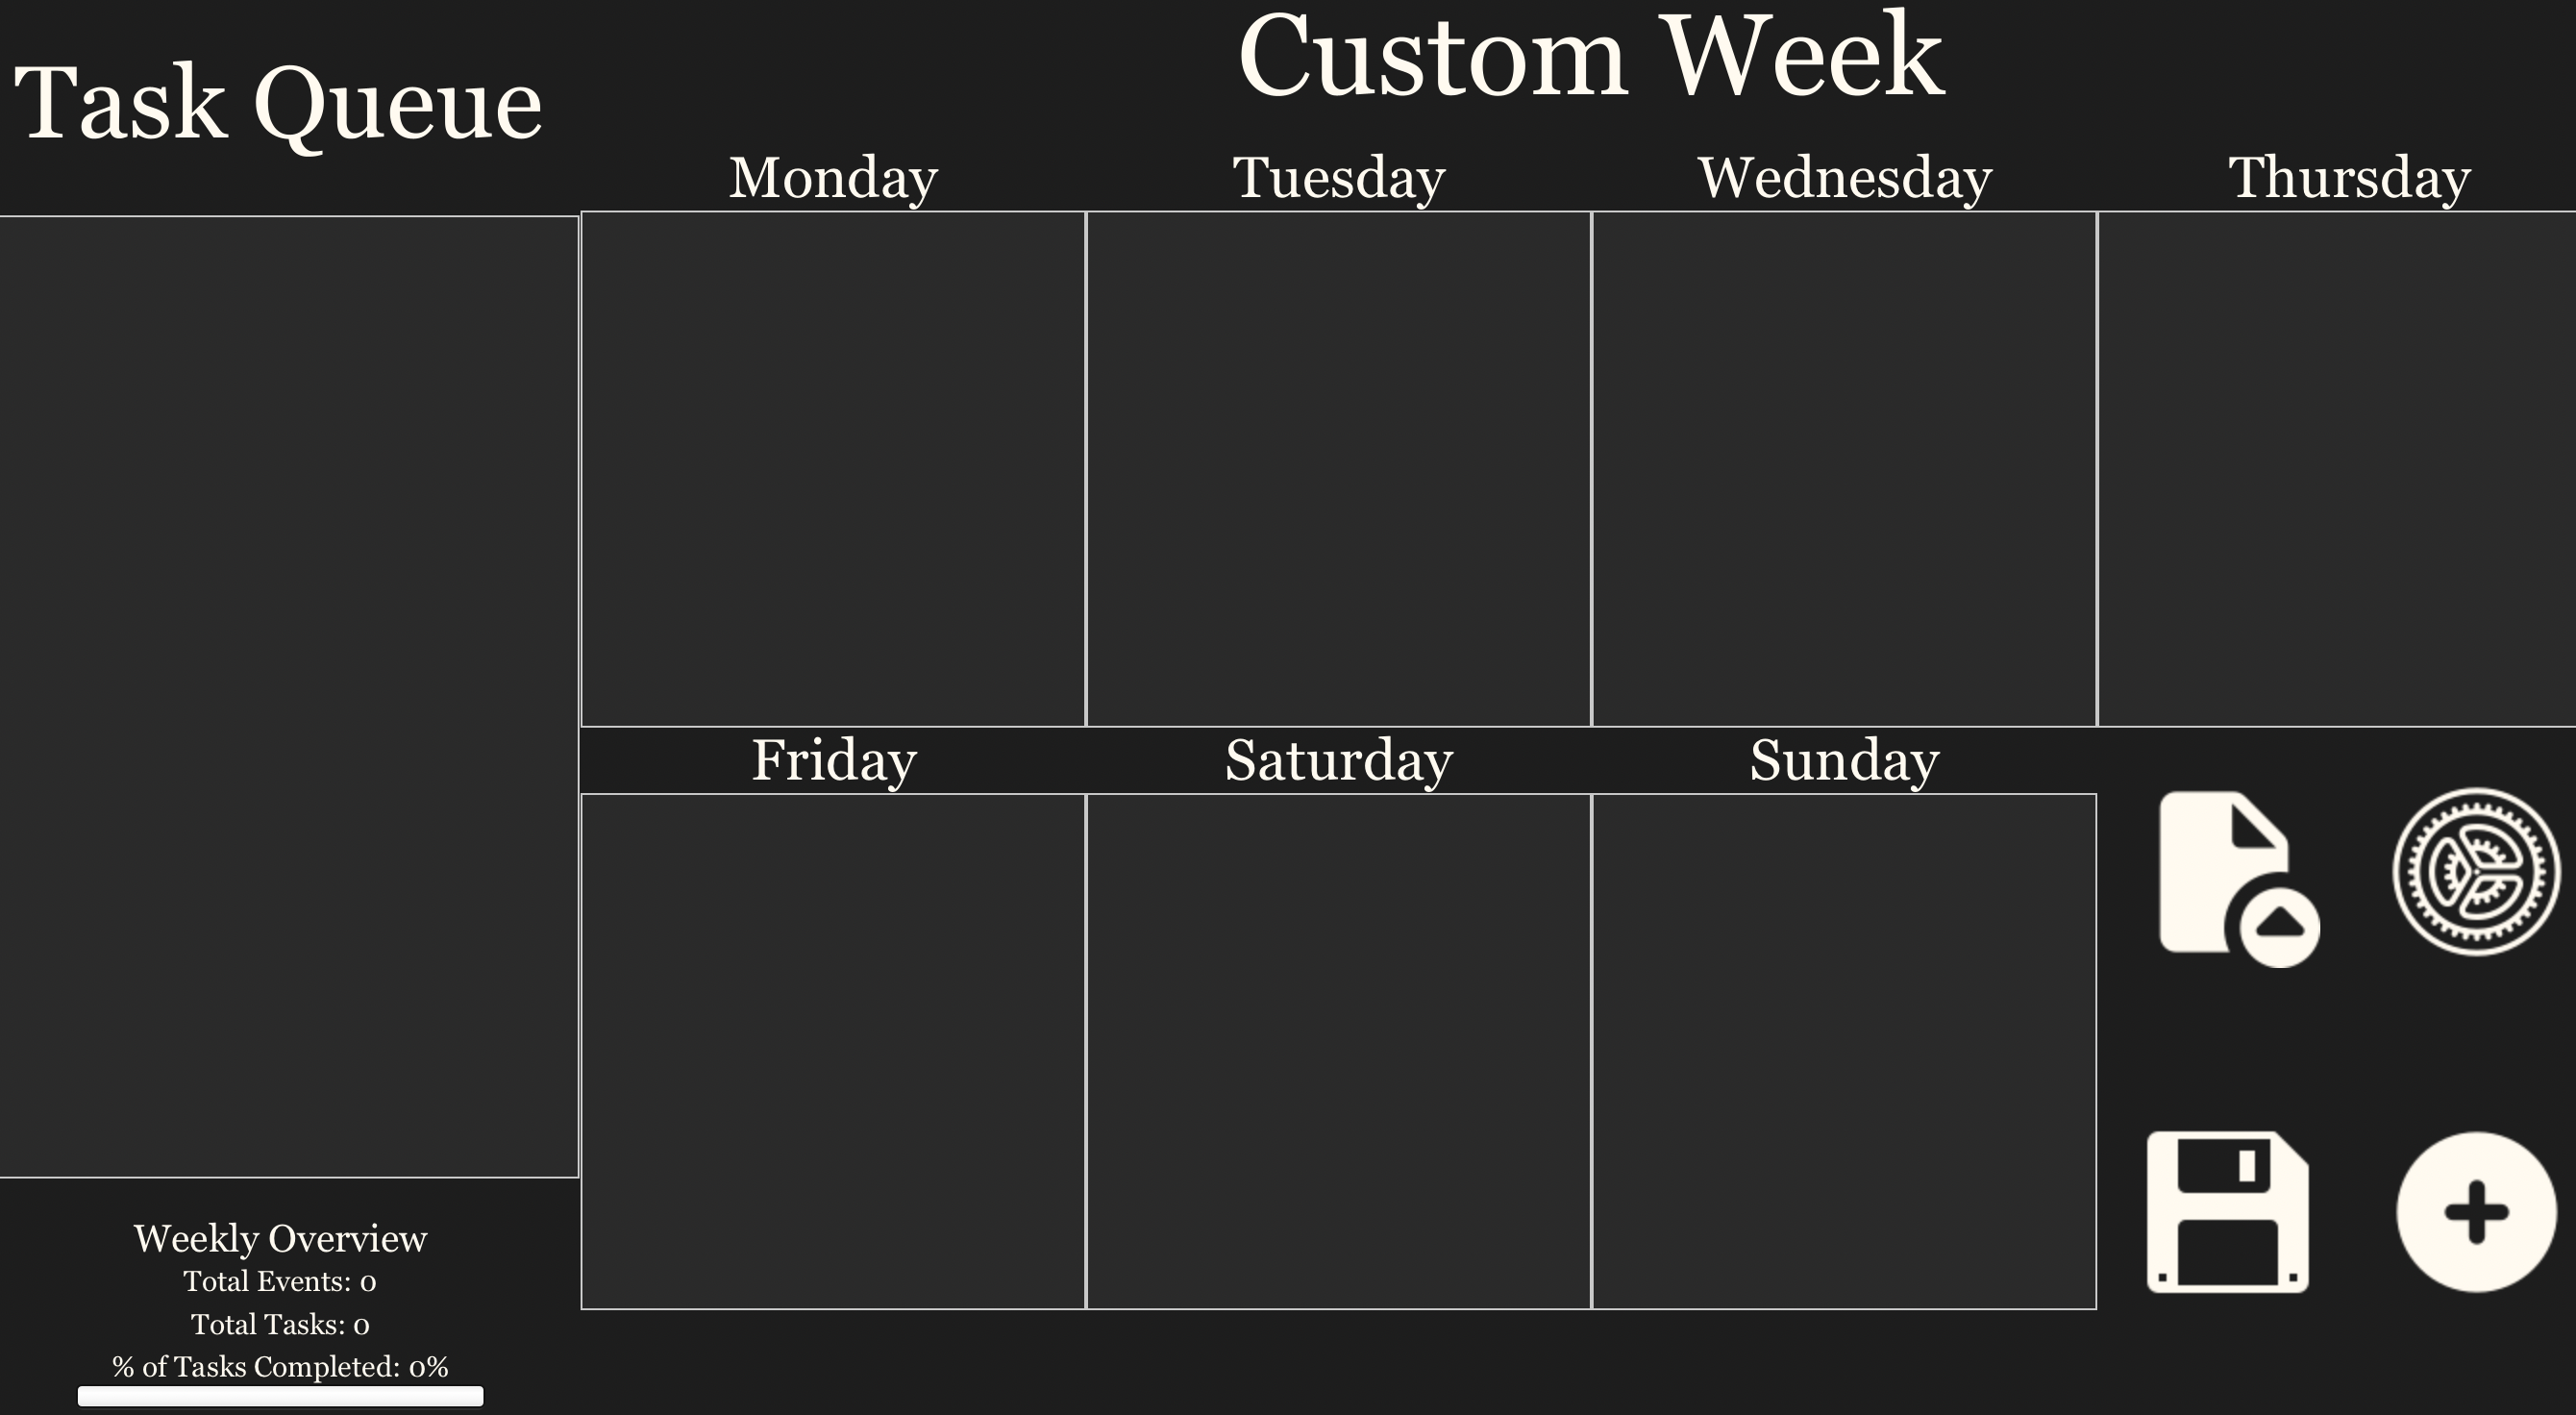 Custom Week
Task Queue
Monday
Tuesday
Wednesday
Thursday
Friday
Saturday
Sunday
Weekly Overview
Total Events: 0
Total Tasks: 0
% of Tasks Completed: 0%